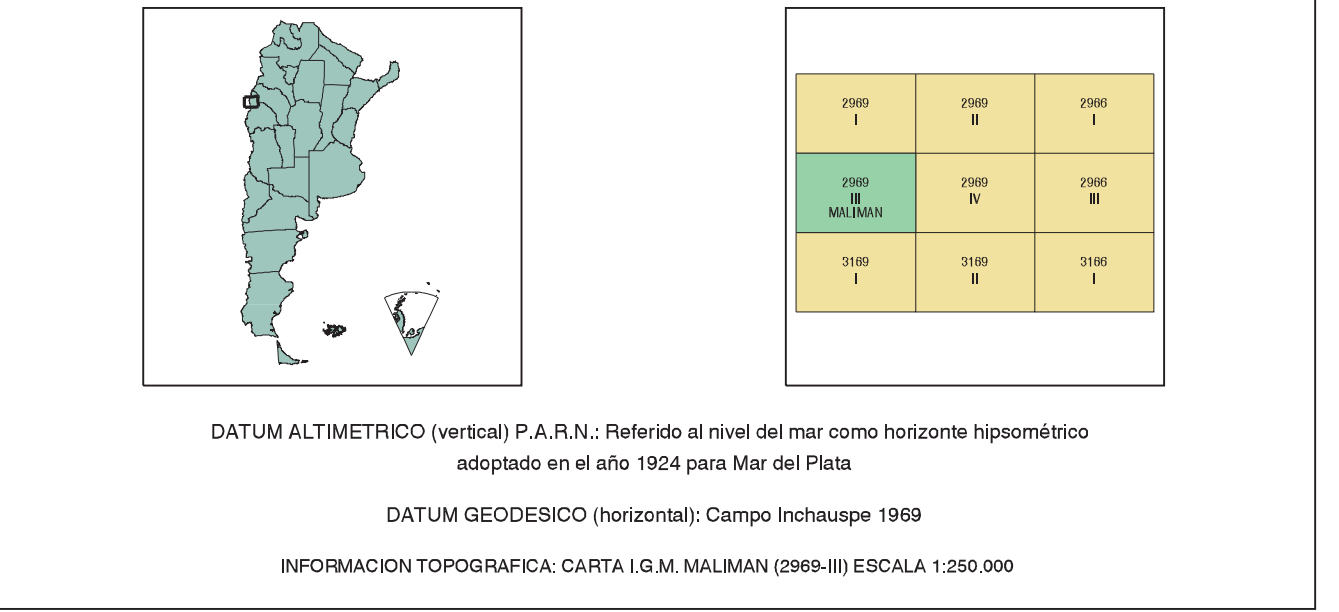 2969
I
2969
II
2966
I
2969
III
MALIMAN
2969
IV
2966
III
3169
I
3169
II
3166
I
DATUM ALTIMETRICO (vertical) P.A.R.N.: Referido al nivel del mar como horizonte hipsométrico
adoptado en el año 1924 para Mar del Plata
DATUM GEODESICO (horizontal): Campo Inchauspe 1969
INFORMACION TOPOGRAFICA: CARTA I.G.M. MALIMAN (2969-III) ESCALA 1:250.000